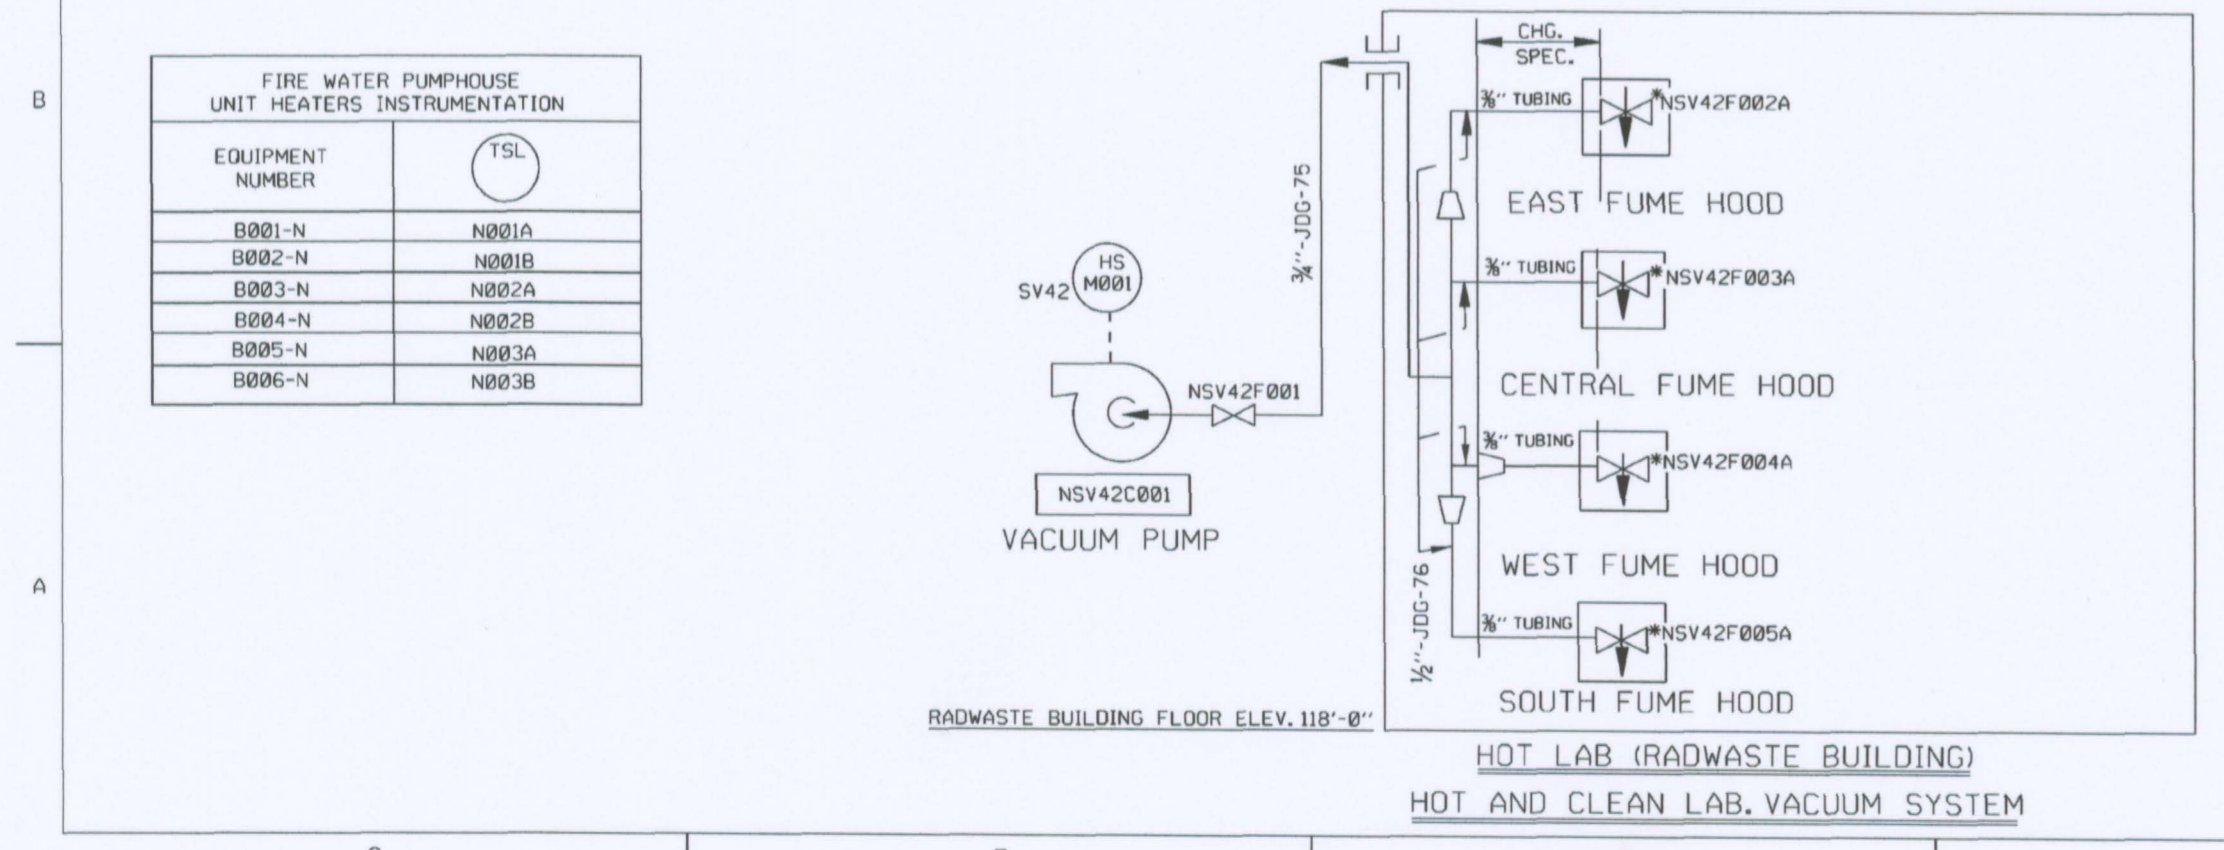 B
A
FIRE WATER PUMPHOUSE
UNIT HEATERS INSTRUMENTATION
EQUIPMENT
NUMBER
TSL
B001-N N001A
B002-N N001B
B003-N N002A
B004-N N002B
B005-N N003A
B006-N N003B
HS
M001
SV42
NSV42F001
NSV42C001
VACUUM PUMP
3/4"-JDG-75
CHG.
SPEC.
3/8" TUBING
*NSV42F002A
EAST FUME HOOD
3/8" TUBING
*NSV42F003A
CENTRAL FUME HOOD
3/8" TUBING
*NSV42F004A
WEST FUME HOOD
1/2"-JDG-76
3/8" TUBING
*NSV42F005A
SOUTH FUME HOOD
RADWASTE BUILDING FLOOR ELEV. 118'-0"
HOT LAB (RADWASTE BUILDING)
HOT AND CLEAN LAB. VACUUM SYSTEM